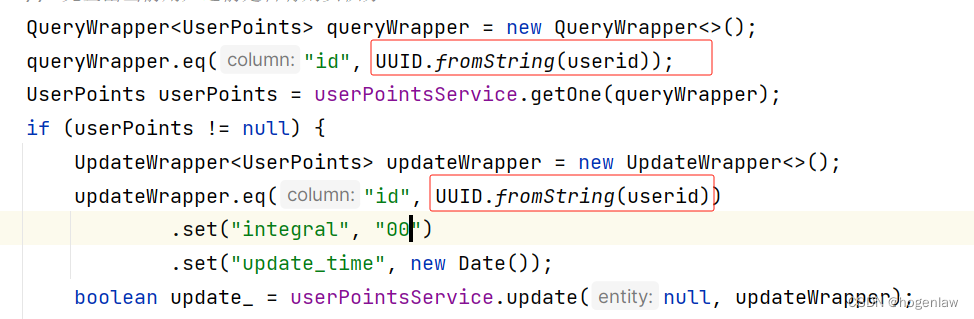 QueryWrapper<UserPoints> queryWrapper = new QueryWrapper<>();
queryWrapper.eq( column: "id", UUID.fromString(userid));
UserPoints userPoints = userPointsService.getOne(queryWrapper);
if (userPoints != null) {
UpdateWrapper<UserPoints> updateWrapper = new UpdateWrapper<>();
updateWrapper.eq( column: "id", UUID.fromString(userid))
.set("integral", "00")
.set("update_time", new Date());
boolean update_ = userPointsService.update( entity: null, updateWrapper);
CSDN @hogenlaw